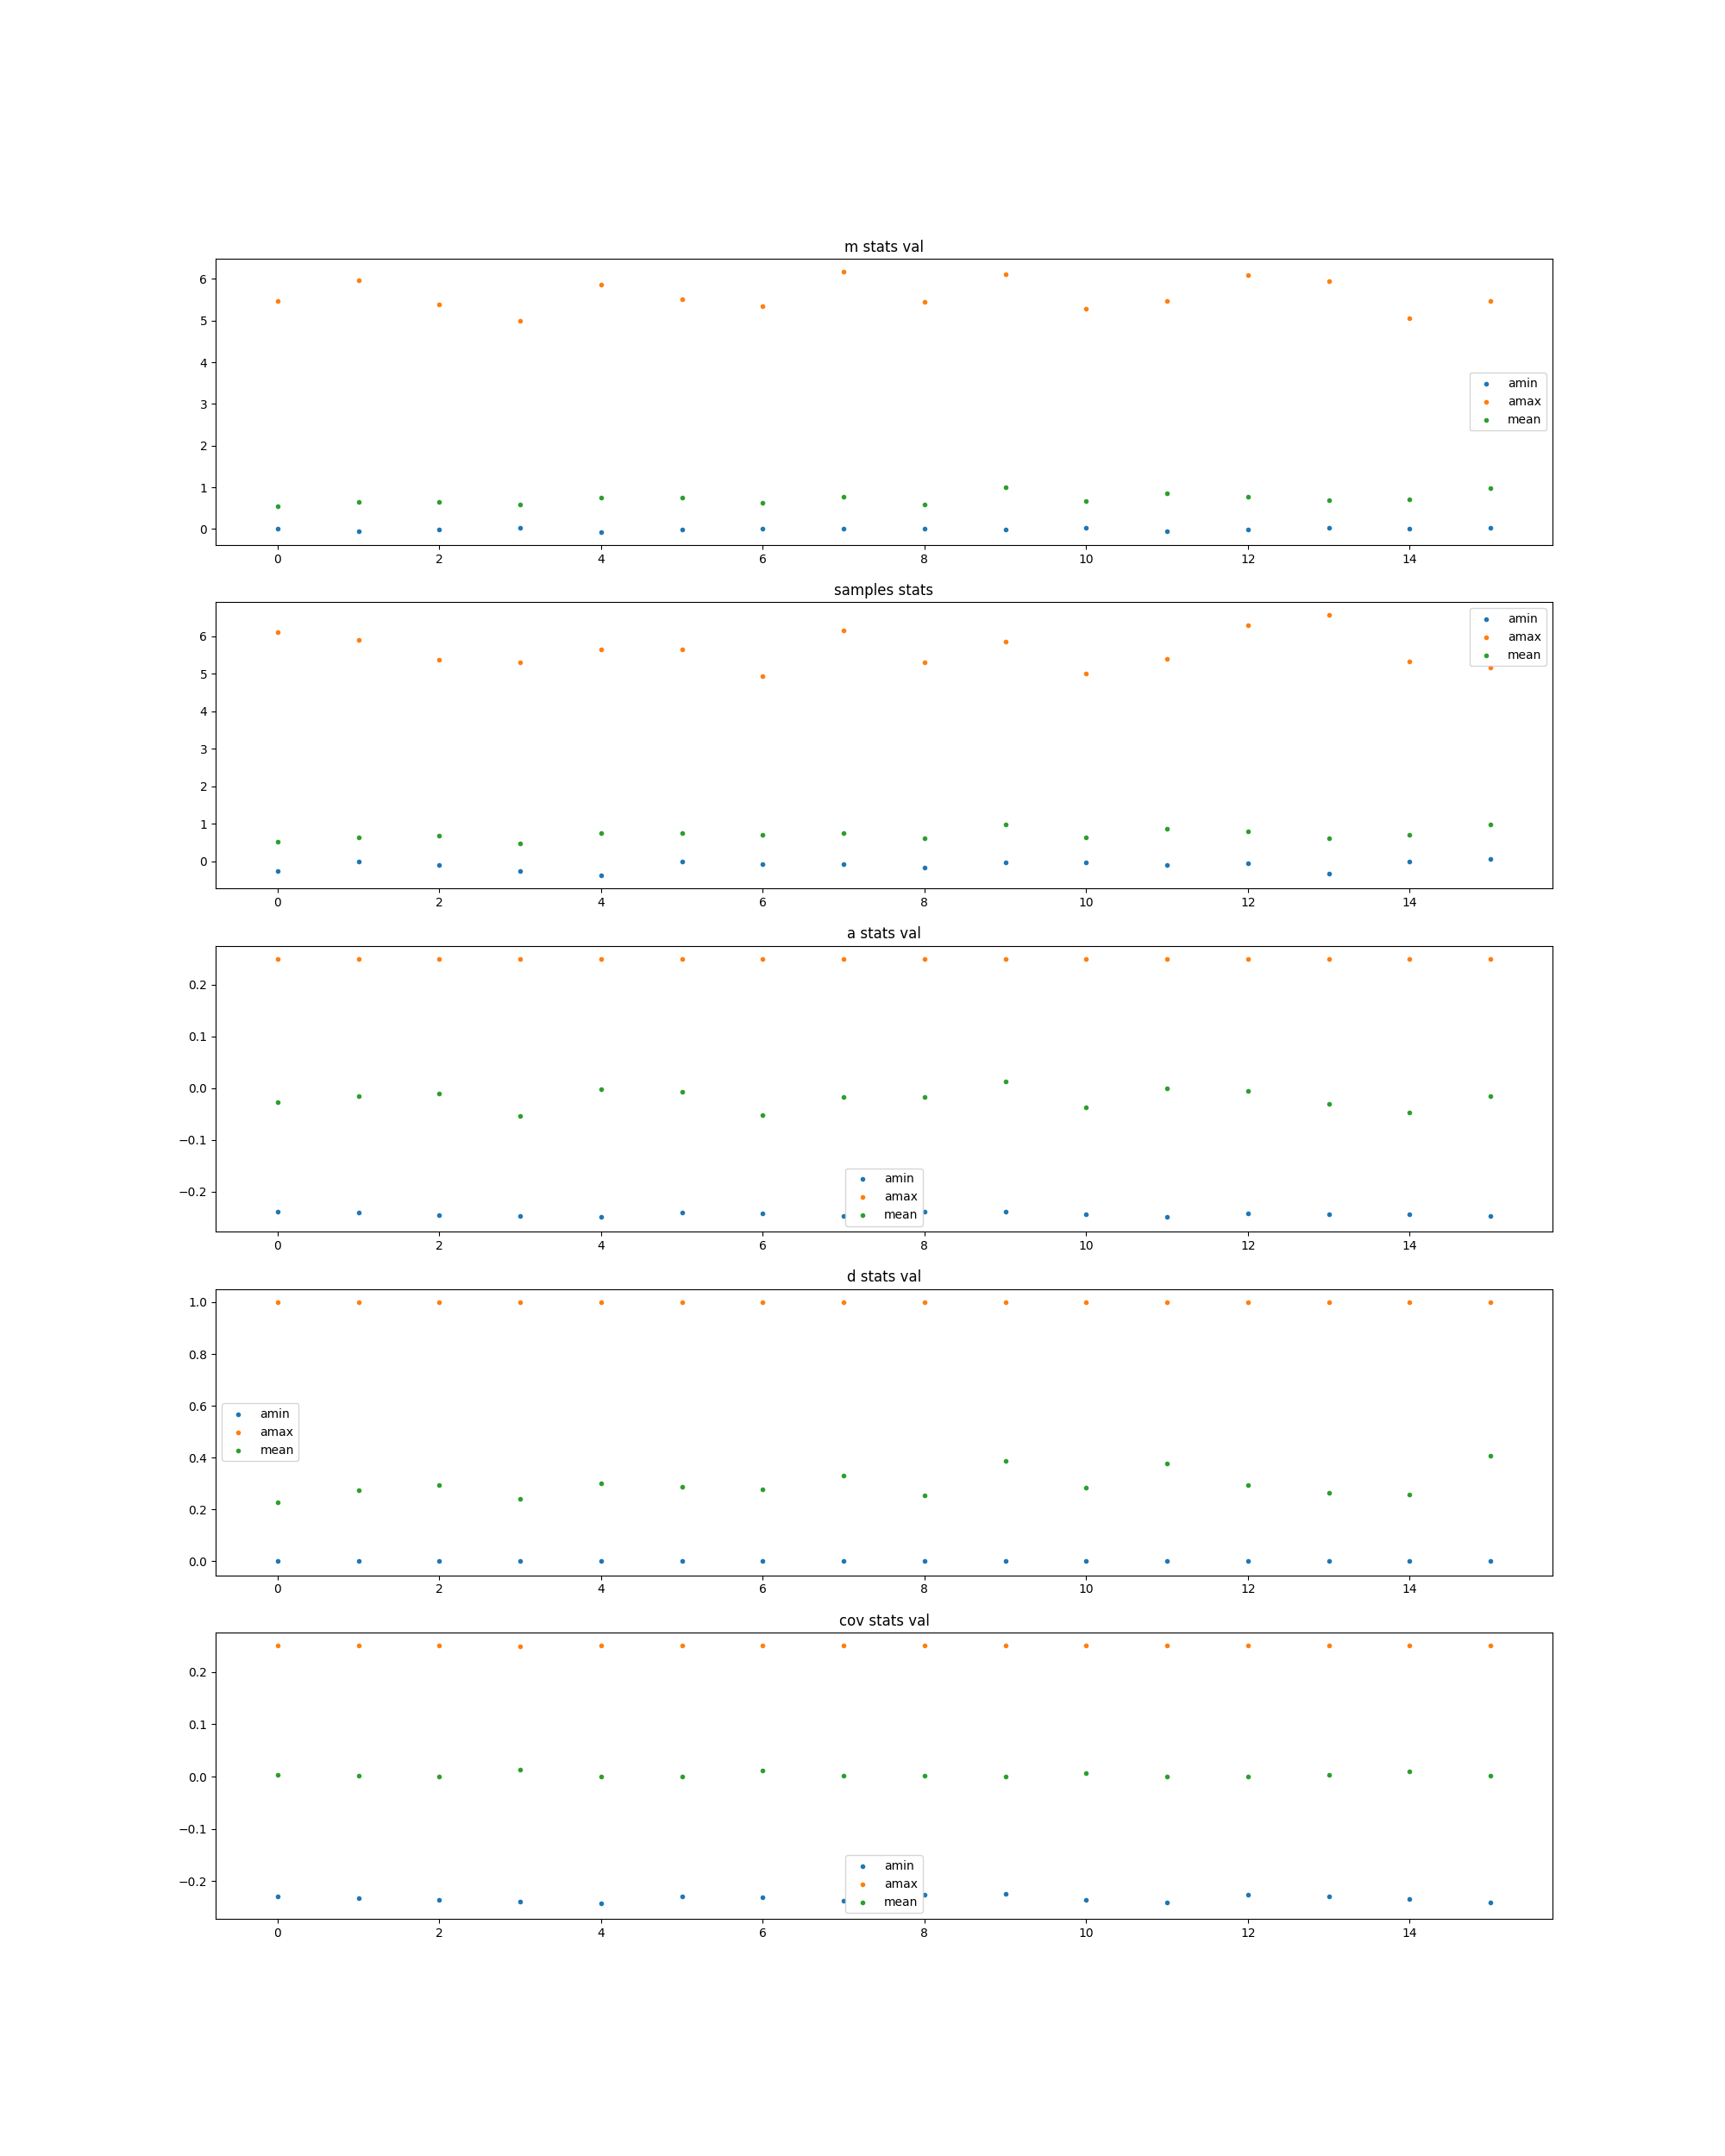 m stats val
6
5
4
3
2
1
0
amin
amax
mean
0 2 4 6 8 10 12 14
samples stats
6
5
4
3
2
1
0
amin
amax
mean
0 2 4 6 8 10 12 14
a stats val
0.2
0.1
0.0
−0.1
−0.2
amin
amax
mean
0 2 4 6 8 10 12 14
d stats val
1.0
0.8
0.6
0.4
0.2
0.0
amin
amax
mean
0 2 4 6 8 10 12 14
cov stats val
0.2
0.1
0.0
−0.1
−0.2
amin
amax
mean
0 2 4 6 8 10 12 14